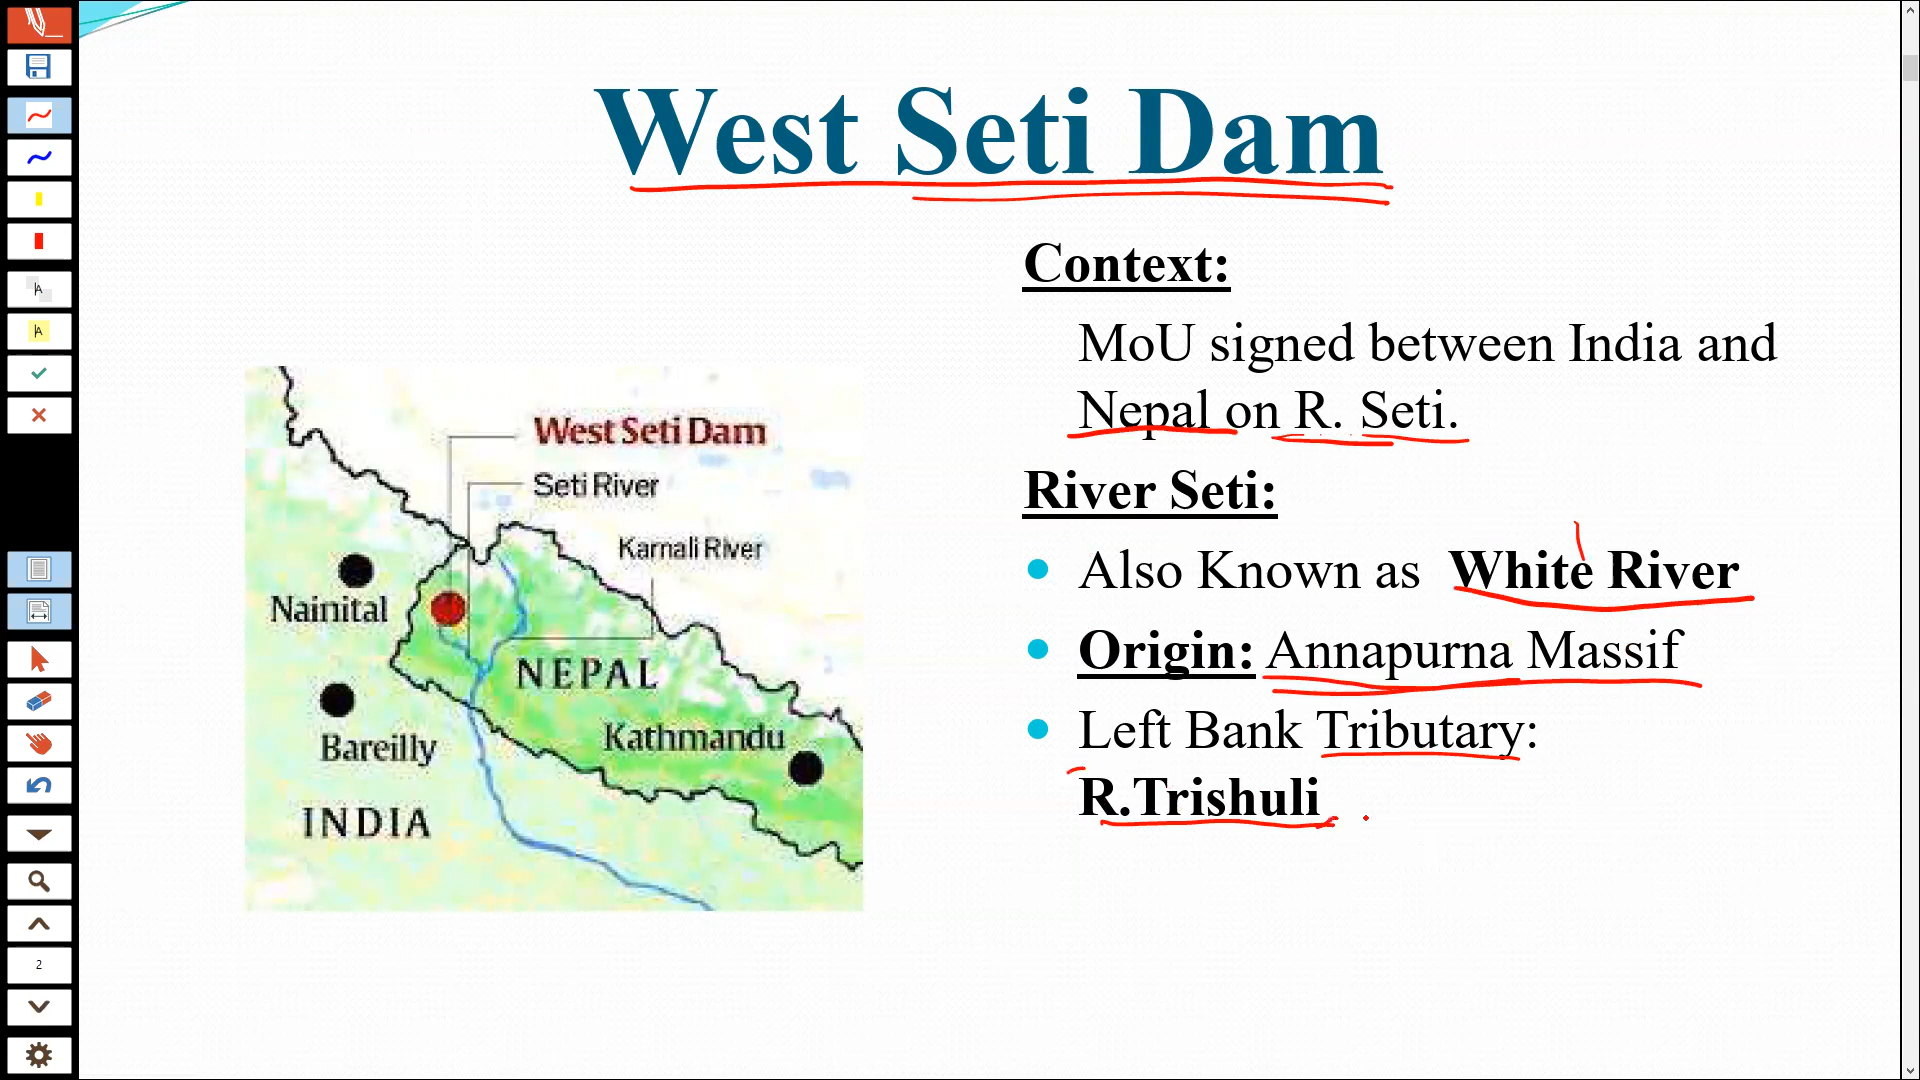 West Seti Dam
Context:
MoU signed between India and
Nepal on R. Seti.
River Seti:
Also Known as White River
Origin: Annapurna Massif
Left Bank Tributary:
R.Trishuli
West Seti Dam
Seti River
Karnali River
Nainital
NEPAL
Bareilly
Kathmandu
INDIA
A
A
2